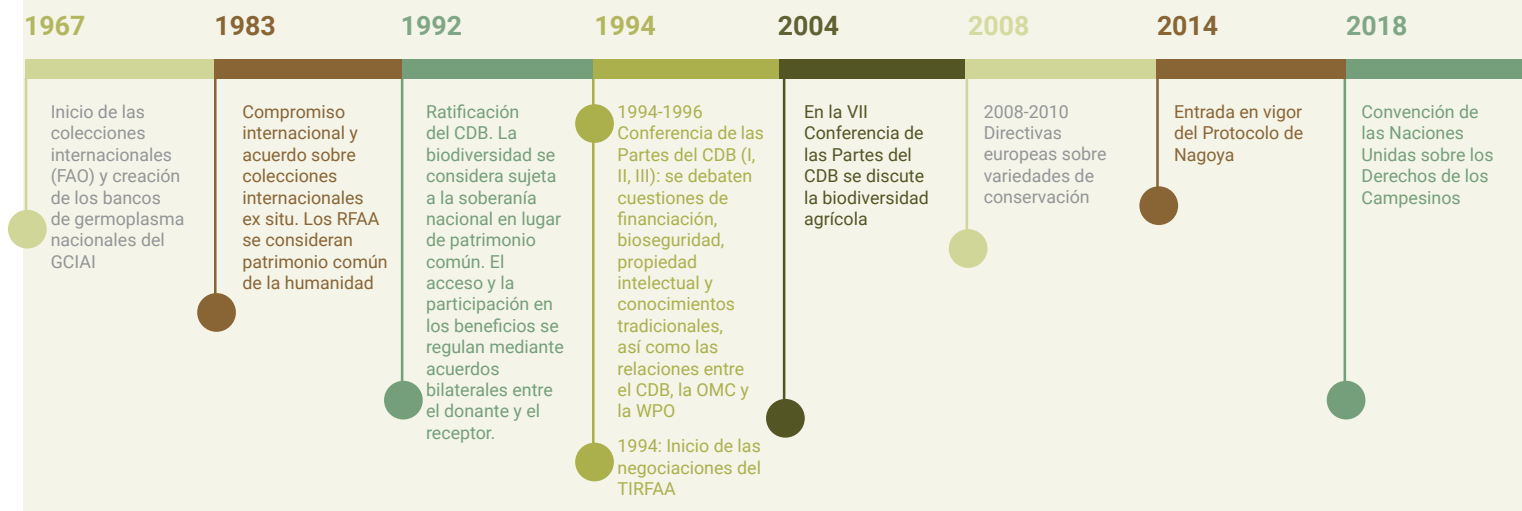 1967
Inicio de las
colecciones
internacionales
(FAO) y creación
de los bancos
de germoplasma
nacionales del
GCIAI
1983
Compromiso
internacional y
acuerdo sobre
colecciones
internacionales
ex situ. Los RFAA
se consideran
patrimonio común
de la humanidad
1992
Ratificación
del CDB. La
biodiversidad se
considera sujeta
a la soberanía
nacional en lugar
de patrimonio
común. El
acceso y la
participación en
los beneficios se
regulan mediante
acuerdos
bilaterales entre
el donante y el
receptor.
1994
1994-1996
Conferencia de las
Partes del CDB (I,
II, III): se debaten
cuestiones de
financiación,
bioseguridad,
propiedad
intelectual y
conocimientos
tradicionales,
así como las
relaciones entre
el CDB, la OMC y
la WPO
1994: Inicio de las
negociaciones del
TIRFAA
2004
En la VII
Conferencia de
las Partes del
CDB se discute
la biodiversidad
agrícola
2008
2008-2010
Directivas
europeas sobre
variedades de
conservación
2014
Entrada en vigor
del Protocolo de
Nagoya
2018
Convención de
las Naciones
Unidas sobre los
Derechos de los
Campesinos